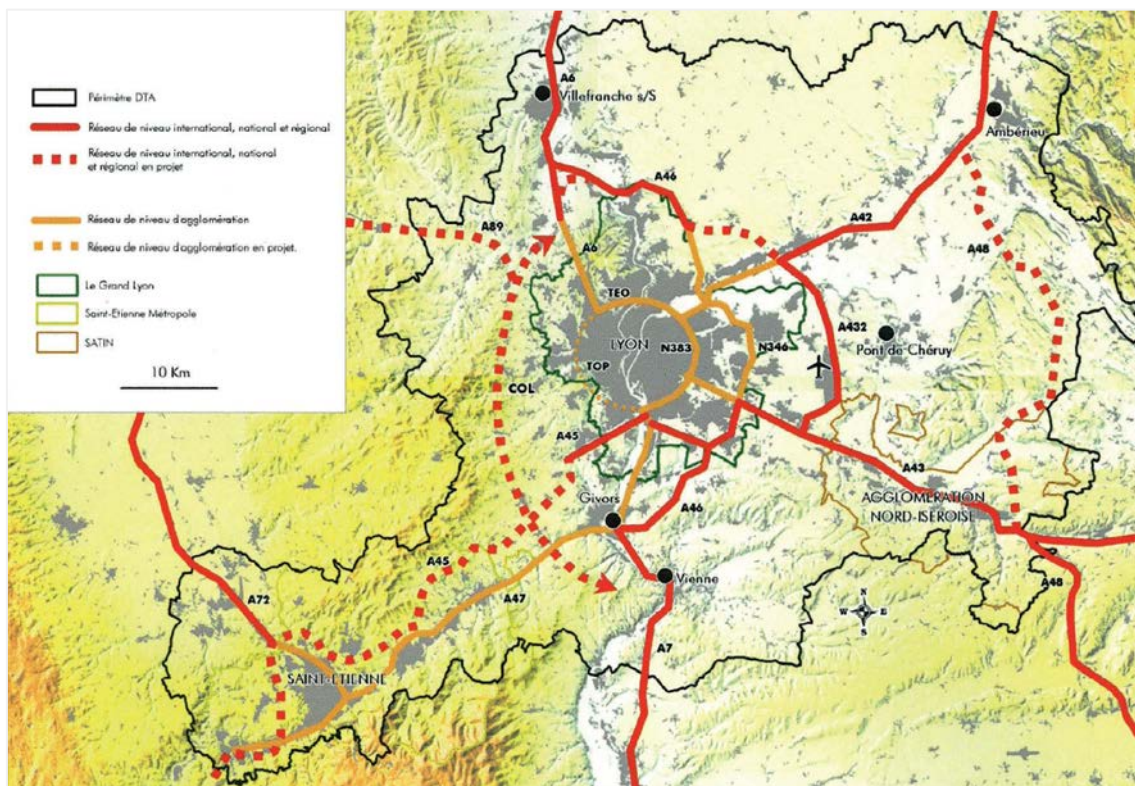 Périmètre DTA
Réseau de niveau international, national et régional
Réseau de niveau international, national
et régional en projet
Réseau de niveau d'agglomération
Réseau de niveau d'agglomération en projet.
Le Grand Lyon
Saint-Etienne Métropole
SATIN
10 Km
A6
Villefranche s/S
Ambérieu
A46
A42
A89
A6
A48
TEO
LYON
N383
N346
A432
Pont de Chéruy
TOP
COL
A45
A43
Givors
AGGLOMÉRATION
NORD-ISÉROISE
A46
A45
Vienne
A48
A47
A72
N
W
E
S
A7
SAINT-ETIENNE